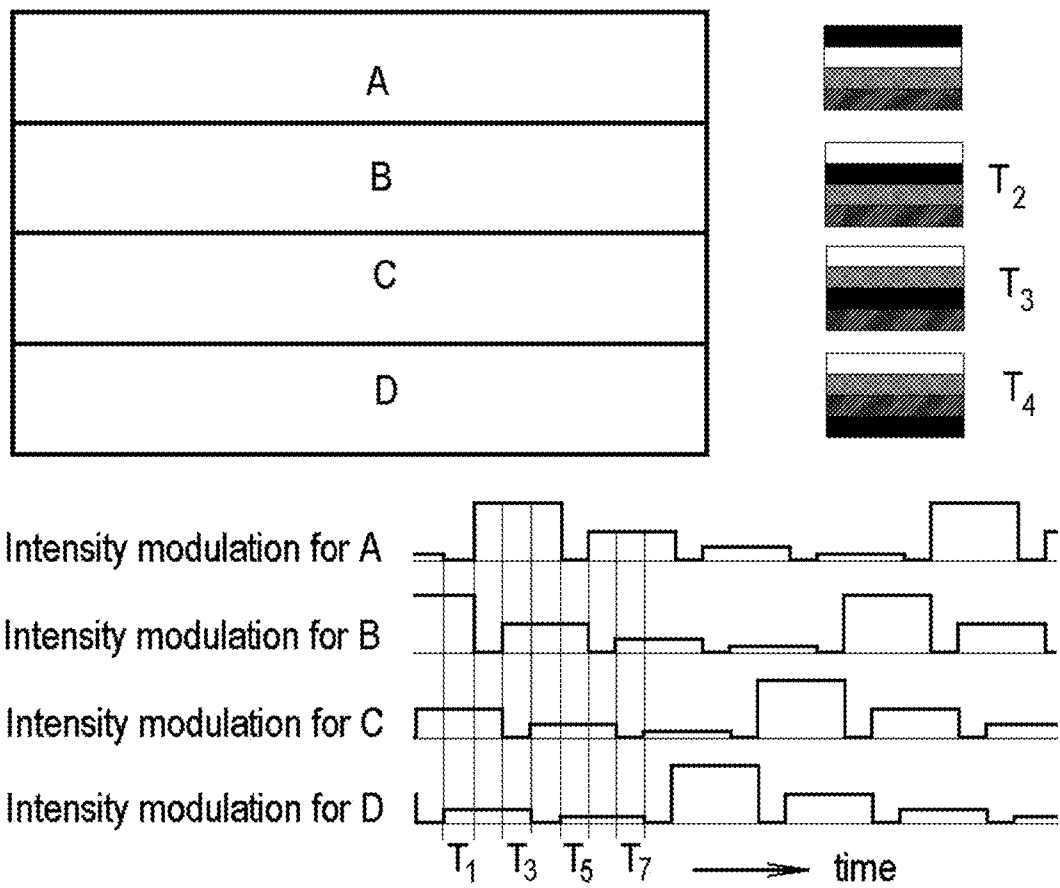 A
B
T2
C
T3
D
T4
Intensity modulation for A
Intensity modulation for B
Intensity modulation for C
Intensity modulation for D
T1 T3 T5 T7 time